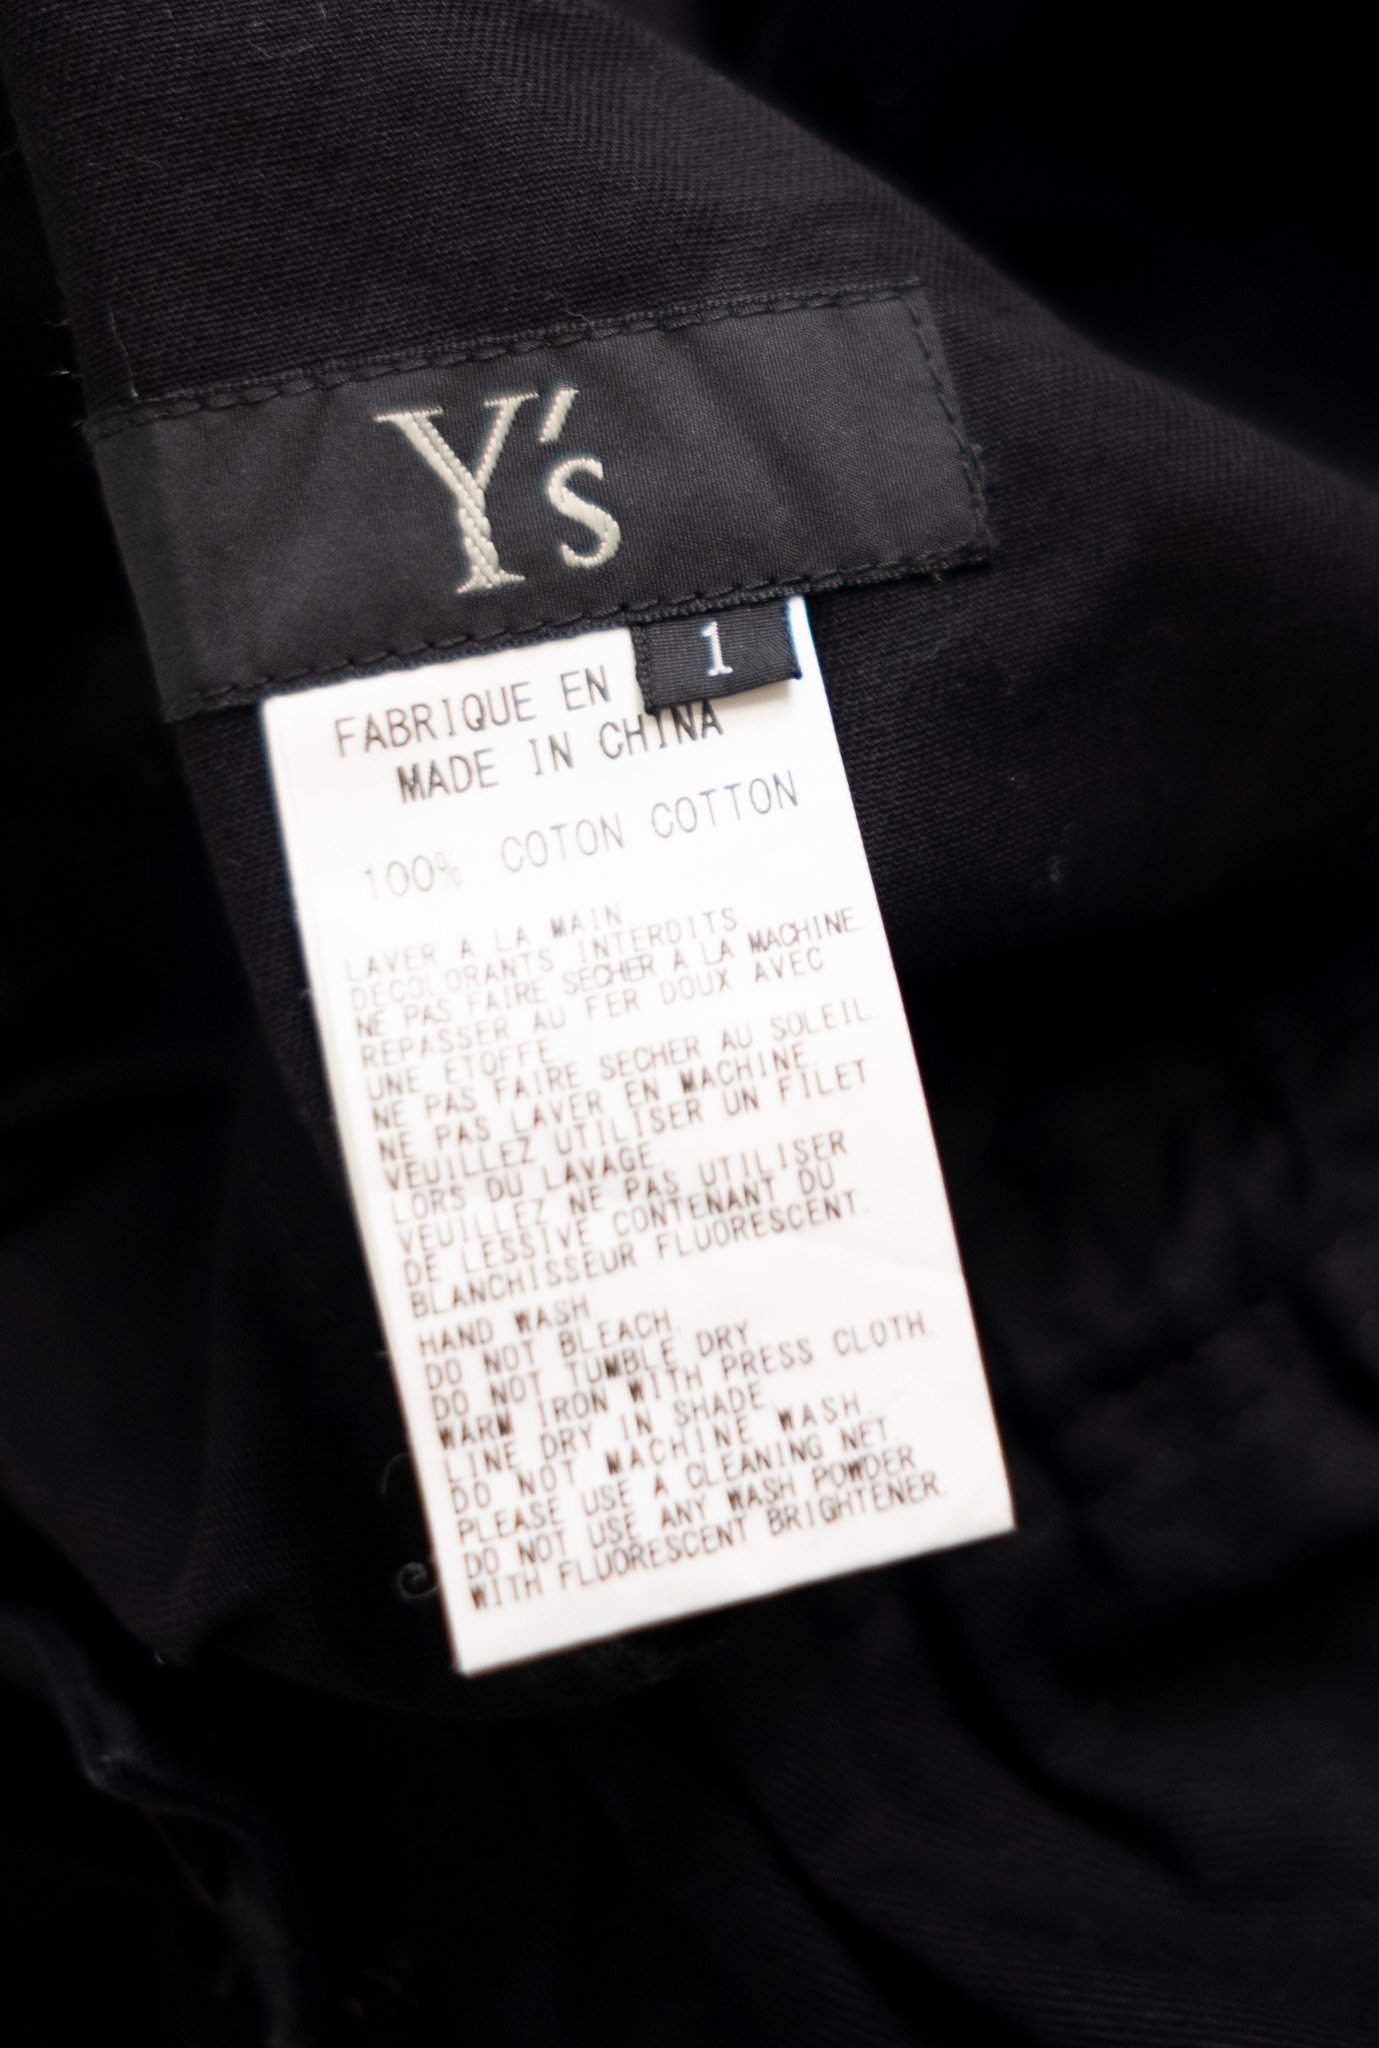 Y's
1
FABRIQUE EN
MADE IN CHINA
100% COTON COTTON
LAVER A LA MAIN
DECOLORANTS INTERDITS.
NE PAS FAIRE SECHER A LA MACHINE.
REPASSER AU FER DOUX AVEC
UNE ETOFFE.
NE PAS FAIRE SECHER AU SOLEIL.
NE PAS LAVER EN MACHINE.
VEUILLEZ UTILISER UN FILET
LORS DU LAVAGE.
VEUILLEZ NE PAS UTILISER
DE LESSIVE CONTENANT DU
BLANCHISSEUR FLUORESCENT.
HAND WASH.
DO NOT BLEACH.
DO NOT TUMBLE DRY.
WARM IRON WITH PRESS CLOTH.
LINE DRY IN SHADE.
DO NOT MACHINE WASH.
PLEASE USE A CLEANING NET.
DO NOT USE ANY WASH POWDER
WITH FLUORESCENT BRIGHTENER.